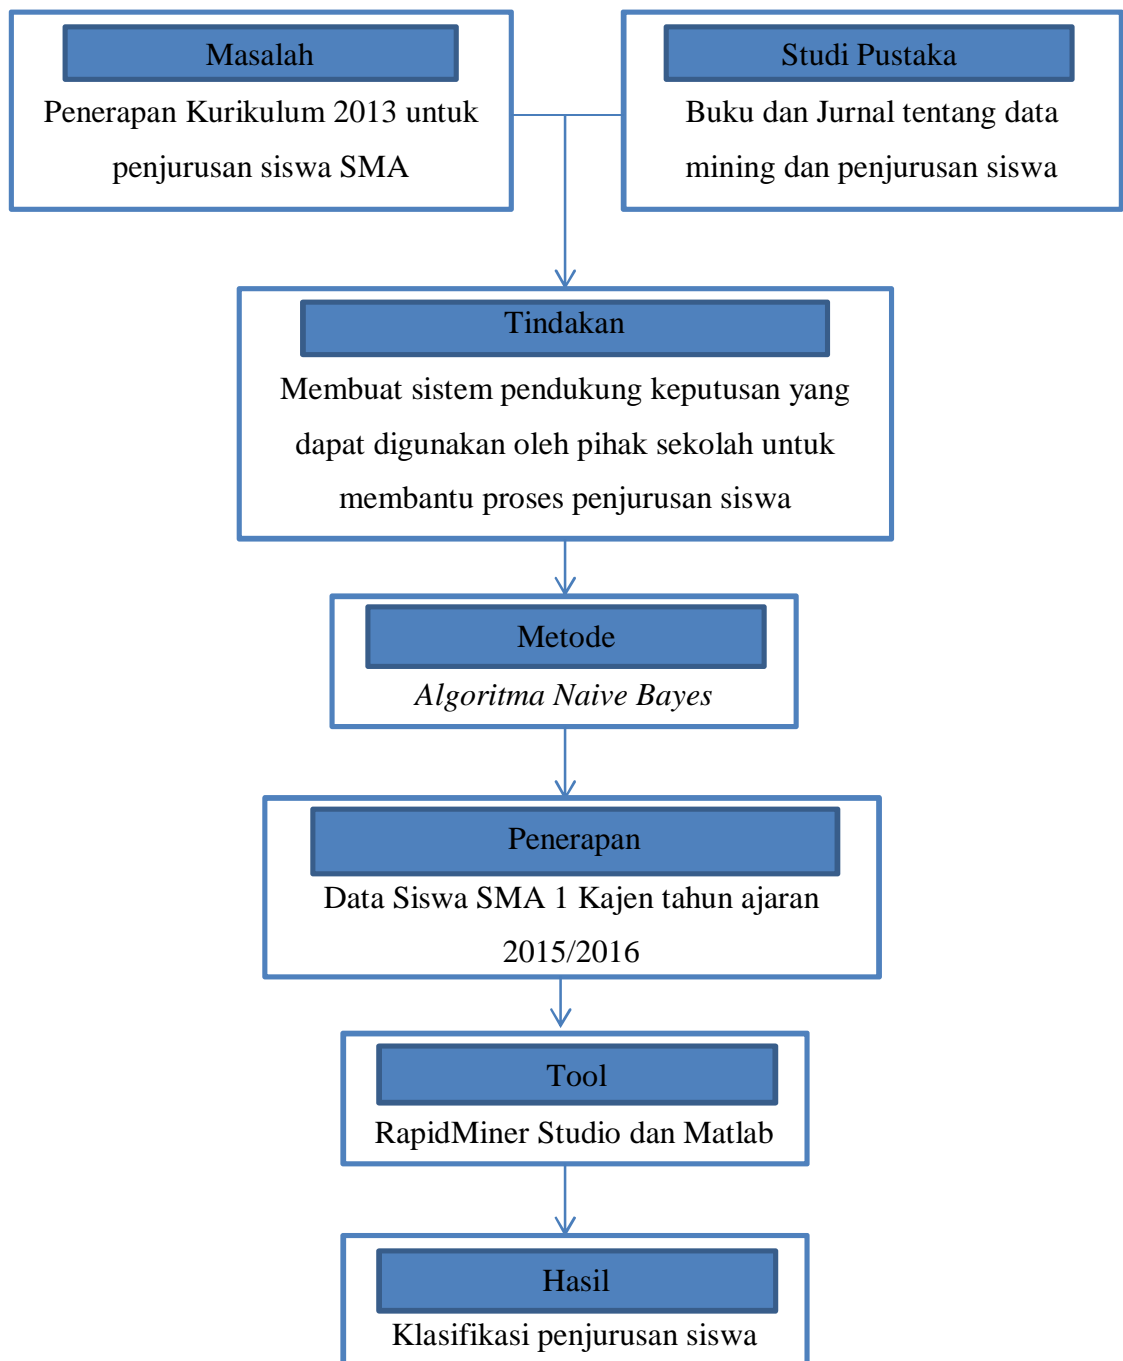 Masalah
Penerapan Kurikulum 2013 untuk
penjurusan siswa SMA
Studi Pustaka
Buku dan Jurnal tentang data
mining dan penjurusan siswa
Tindakan
Membuat sistem pendukung keputusan yang
dapat digunakan oleh pihak sekolah untuk
membantu proses penjurusan siswa
Metode
Algoritma Naive Bayes
Penerapan
Data Siswa SMA 1 Kajen tahun ajaran
2015/2016
Tool
RapidMiner Studio dan Matlab
Hasil
Klasifikasi penjurusan siswa